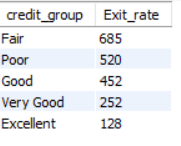 credit_group Exit_rate
Fair 685
Poor 520
Good 452
Very Good 252
Excellent 128